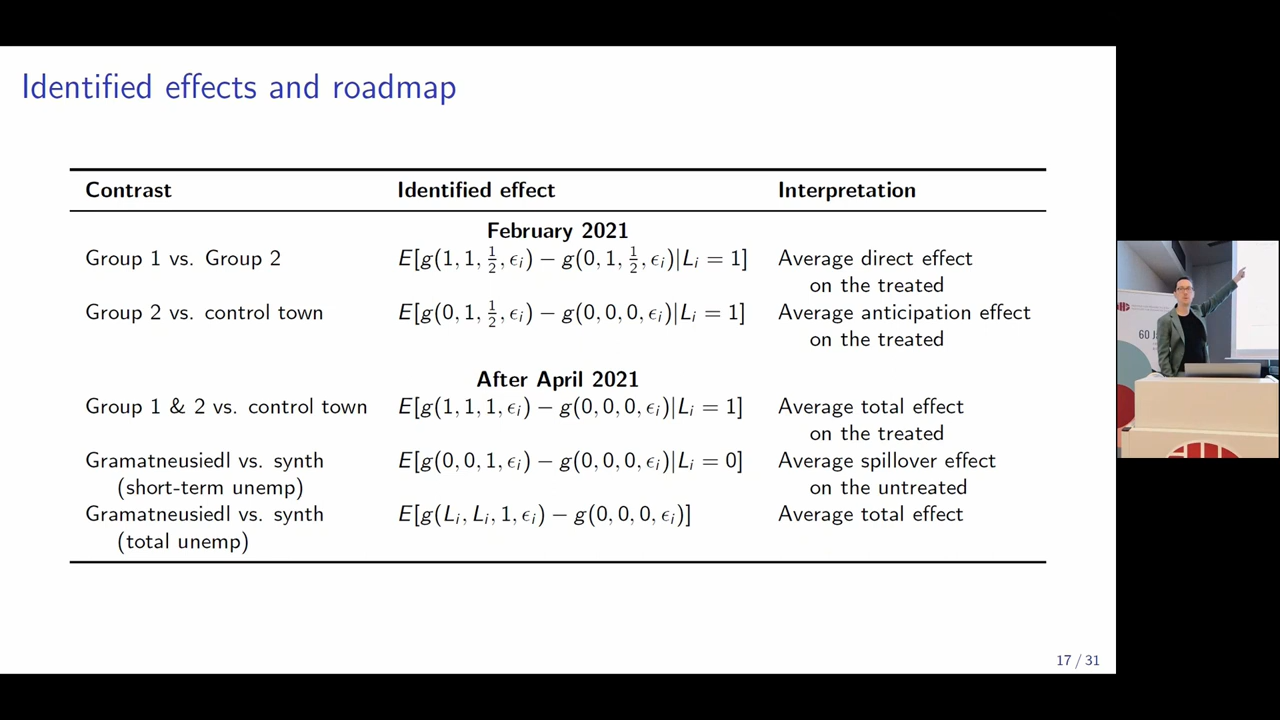 Identified effects and roadmap
Contrast Identified effect Interpretation
February 2021
Group 1 vs. Group 2 E[g(1, 1, ½, ϵᵢ) − g(0, 1, ½, ϵᵢ)|Lᵢ = 1] Average direct effect
on the treated
Group 2 vs. control town E[g(0, 1, ½, ϵᵢ) − g(0, 0, 0, ϵᵢ)|Lᵢ = 1] Average anticipation effect
on the treated
After April 2021
Group 1 & 2 vs. control town E[g(1, 1, 1, ϵᵢ) − g(0, 0, 0, ϵᵢ)|Lᵢ = 1] Average total effect
on the treated
Gramatneusiedl vs. synth E[g(0, 0, 1, ϵᵢ) − g(0, 0, 0, ϵᵢ)|Lᵢ = 0] Average spillover effect
(short-term unemp) on the untreated
Gramatneusiedl vs. synth E[g(Lᵢ, Lᵢ, 1, ϵᵢ) − g(0, 0, 0, ϵᵢ)] Average total effect
(total unemp)
17 / 31
60